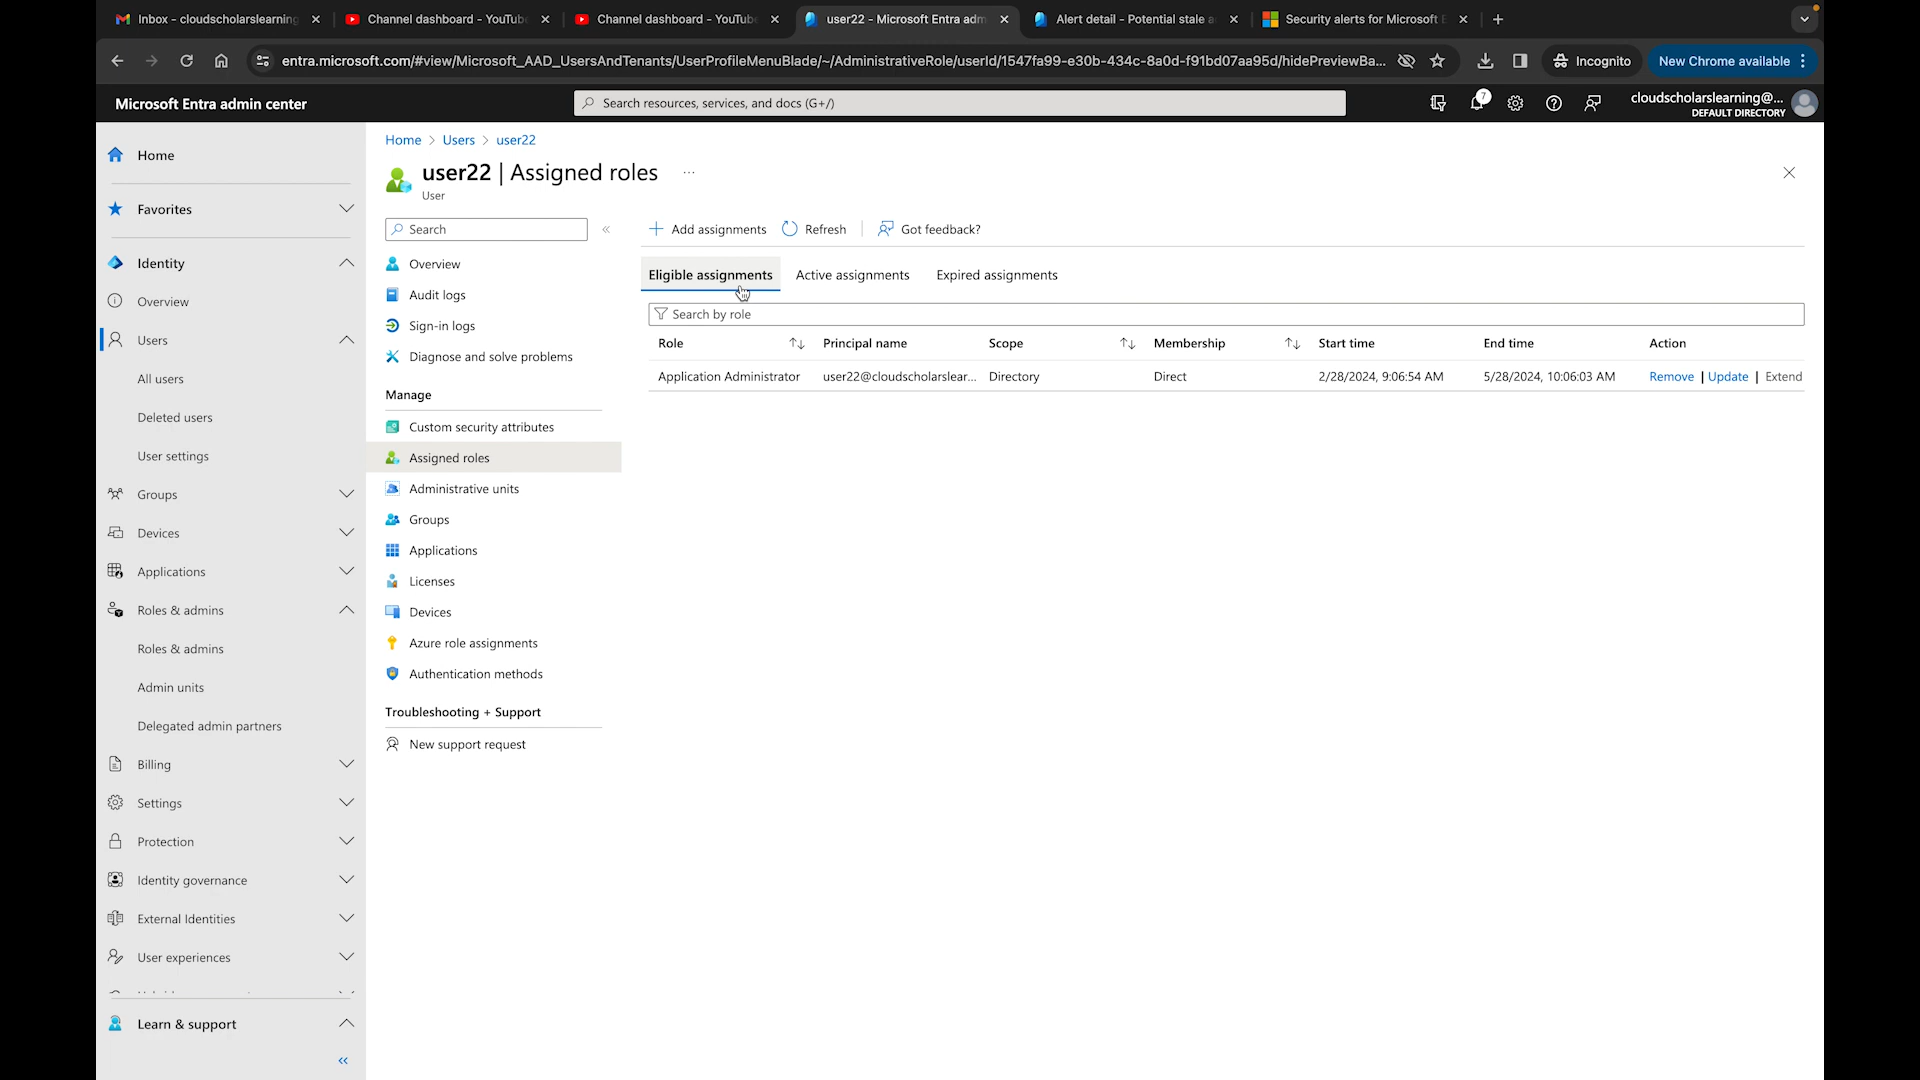 Inbox - cloudscholarslearning
Channel dashboard - YouTube
Channel dashboard - YouTube
user22 - Microsoft Entra adm
Alert detail - Potential stale a
Security alerts for Microsoft E
entra.microsoft.com/#view/Microsoft_AAD_UsersAndTenants/UserProfileMenuBlade/~/AdministrativeRole/userId/1547fa99-e30b-434c-8a0d-f91bd07aa95d/hidePreviewBa...
Incognito
New Chrome available
Microsoft Entra admin center
Search resources, services, and docs (G+/)
7
cloudscholarslearning@...
DEFAULT DIRECTORY
Home
Favorites
Identity
Overview
Users
All users
Deleted users
User settings
Groups
Devices
Applications
Roles & admins
Roles & admins
Admin units
Delegated admin partners
Billing
Settings
Protection
Identity governance
External Identities
User experiences
Learn & support
Home > Users > user22
user22 | Assigned roles ...
User
Search
Overview
Audit logs
Sign-in logs
Diagnose and solve problems
Manage
Custom security attributes
Assigned roles
Administrative units
Groups
Applications
Licenses
Devices
Azure role assignments
Authentication methods
Troubleshooting + Support
New support request
Add assignments Refresh | Got feedback?
Eligible assignments Active assignments Expired assignments
Search by role
Role Principal name Scope Membership Start time End time Action
Application Administrator user22@cloudscholarslear... Directory Direct 2/28/2024, 9:06:54 AM 5/28/2024, 10:06:03 AM Remove | Update | Extend